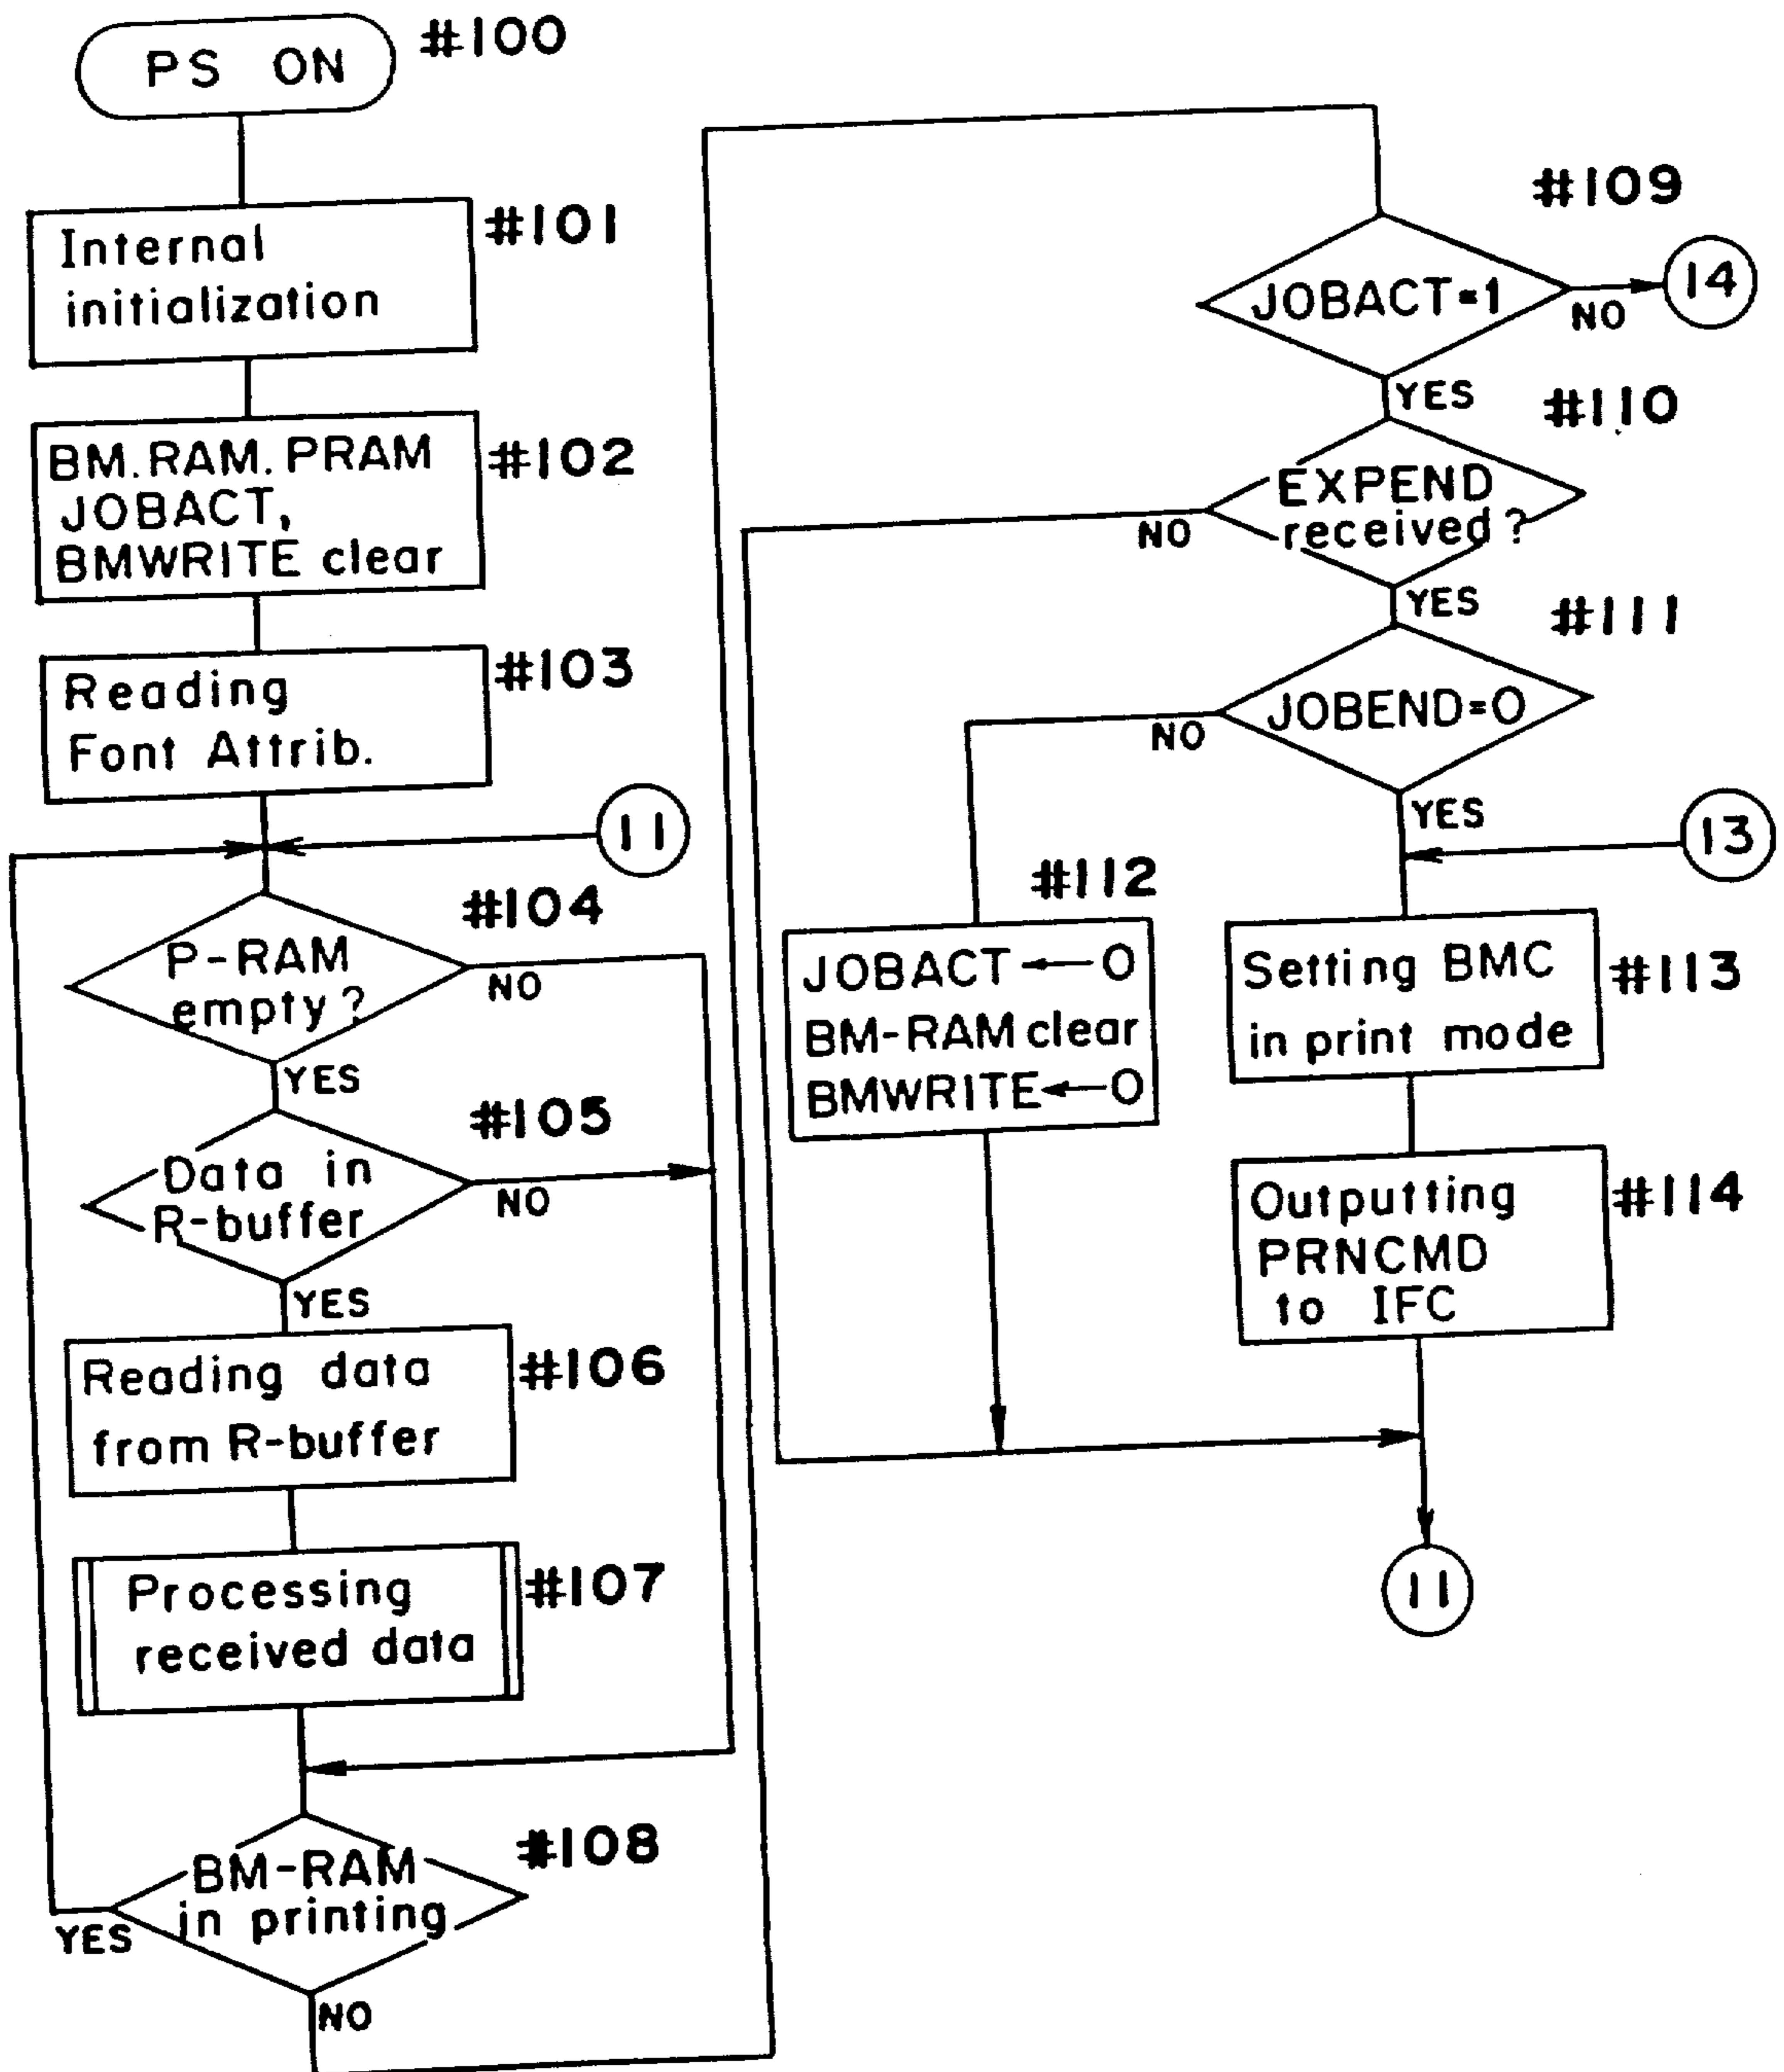 PS ON #100
Internal #101
initialization
BM.RAM.PRAM #102
JOBACT,
BMWRITE clear
Reading #103
Font Attrib.
11
#104
P-RAM
empty?
NO
YES
#105
Data in
R-buffer
NO
YES
Reading data #106
from R-buffer
Processing #107
received data
#108
BM-RAM
in printing
YES
NO
#109
JOBACT=1
NO
14
YES
#110
EXPEND
received?
NO
YES
#111
JOBEND=0
NO
YES
13
#112
JOBACT←0
BM-RAM clear
BMWRITE←0
Setting BMC #113
in print mode
Outputting #114
PRNCMD
to IFC
11